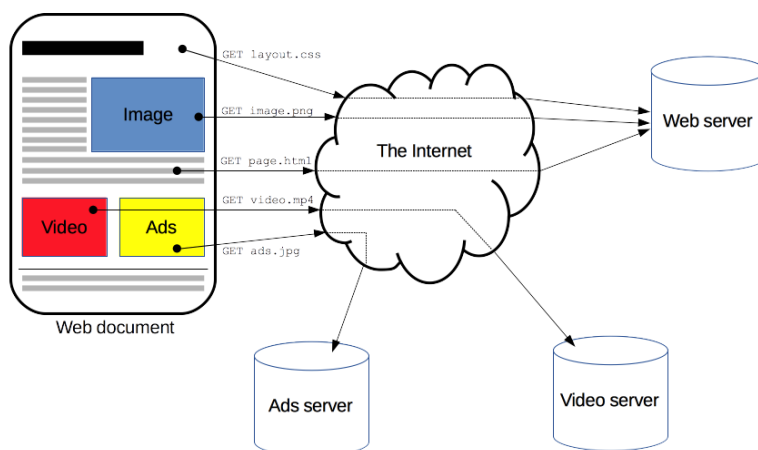 GET layout.css
Image
GET image.png
Web server
The Internet
GET page.html
GET video.mp4
Video
Ads
GET ads.jpg
Web document
Ads server
Video server